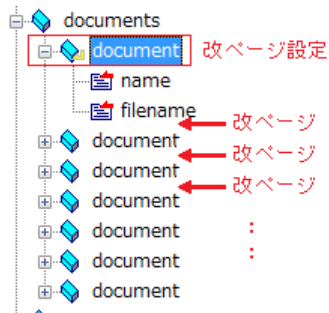 documents
document 改ページ設定
name
filename
改ページ
document
改ページ
document
改ページ
document
document
：
document
：
document